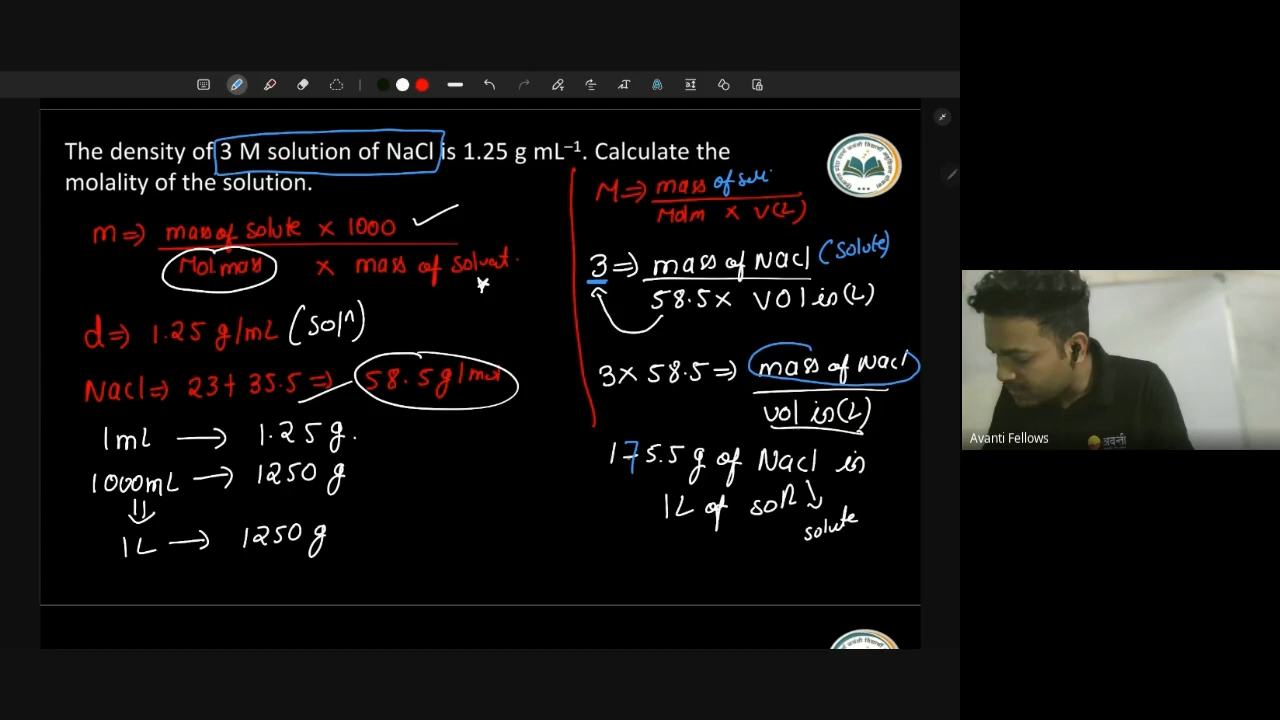 The density of 3 M solution of NaCl is 1.25 g mL⁻¹. Calculate the
molality of the solution.
m => mass of solute × 1000
Mol.mass × mass of solvent.
d => 1.25 g/mL (solⁿ)
Nacl => 23 + 35.5 => 58.5 g/mol
1mL → 1.25 g.
1000mL → 1250 g
1L → 1250 g
M => mass of solu.
Molm × V(L)
3 => mass of Nacl (solute)
58.5 × Vol in (L)
3 × 58.5 => mass of Nacl
Vol in (L)
175.5 g of Nacl in
1L of solⁿ
solute
Avanti Fellows
अवन्ती